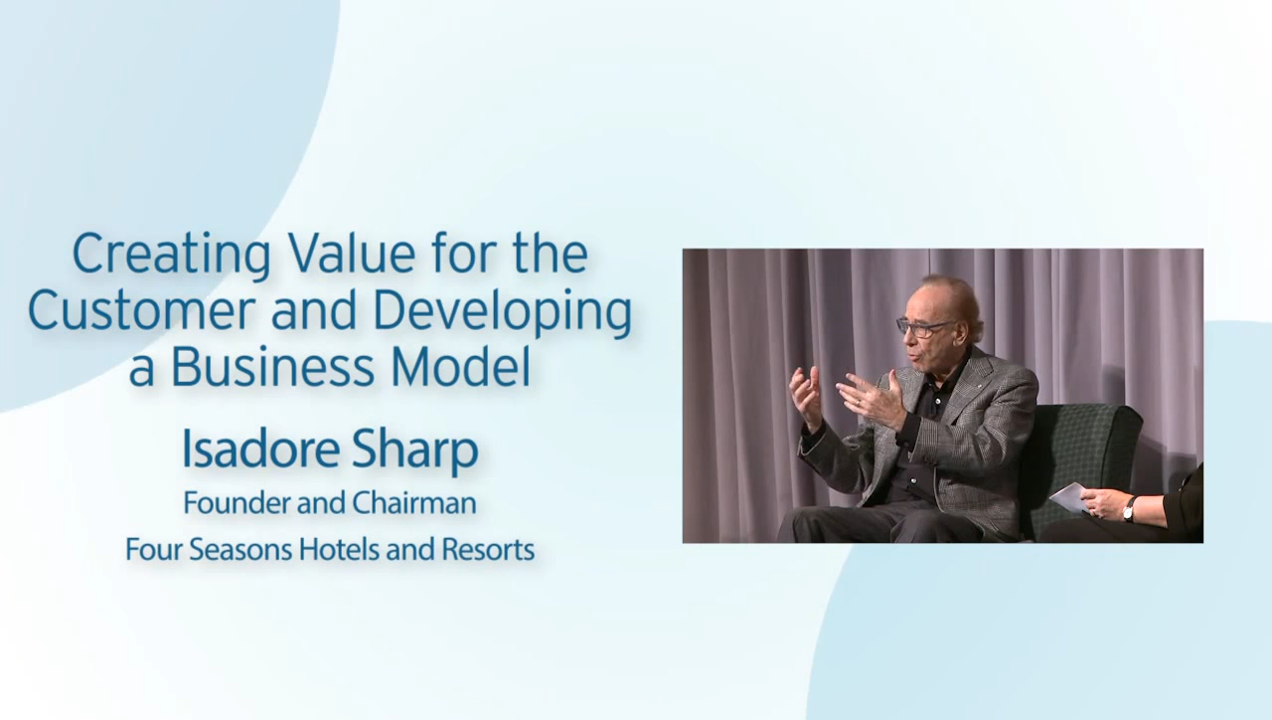 Creating Value for the
Customer and Developing
a Business Model
Isadore Sharp
Founder and Chairman
Four Seasons Hotels and Resorts